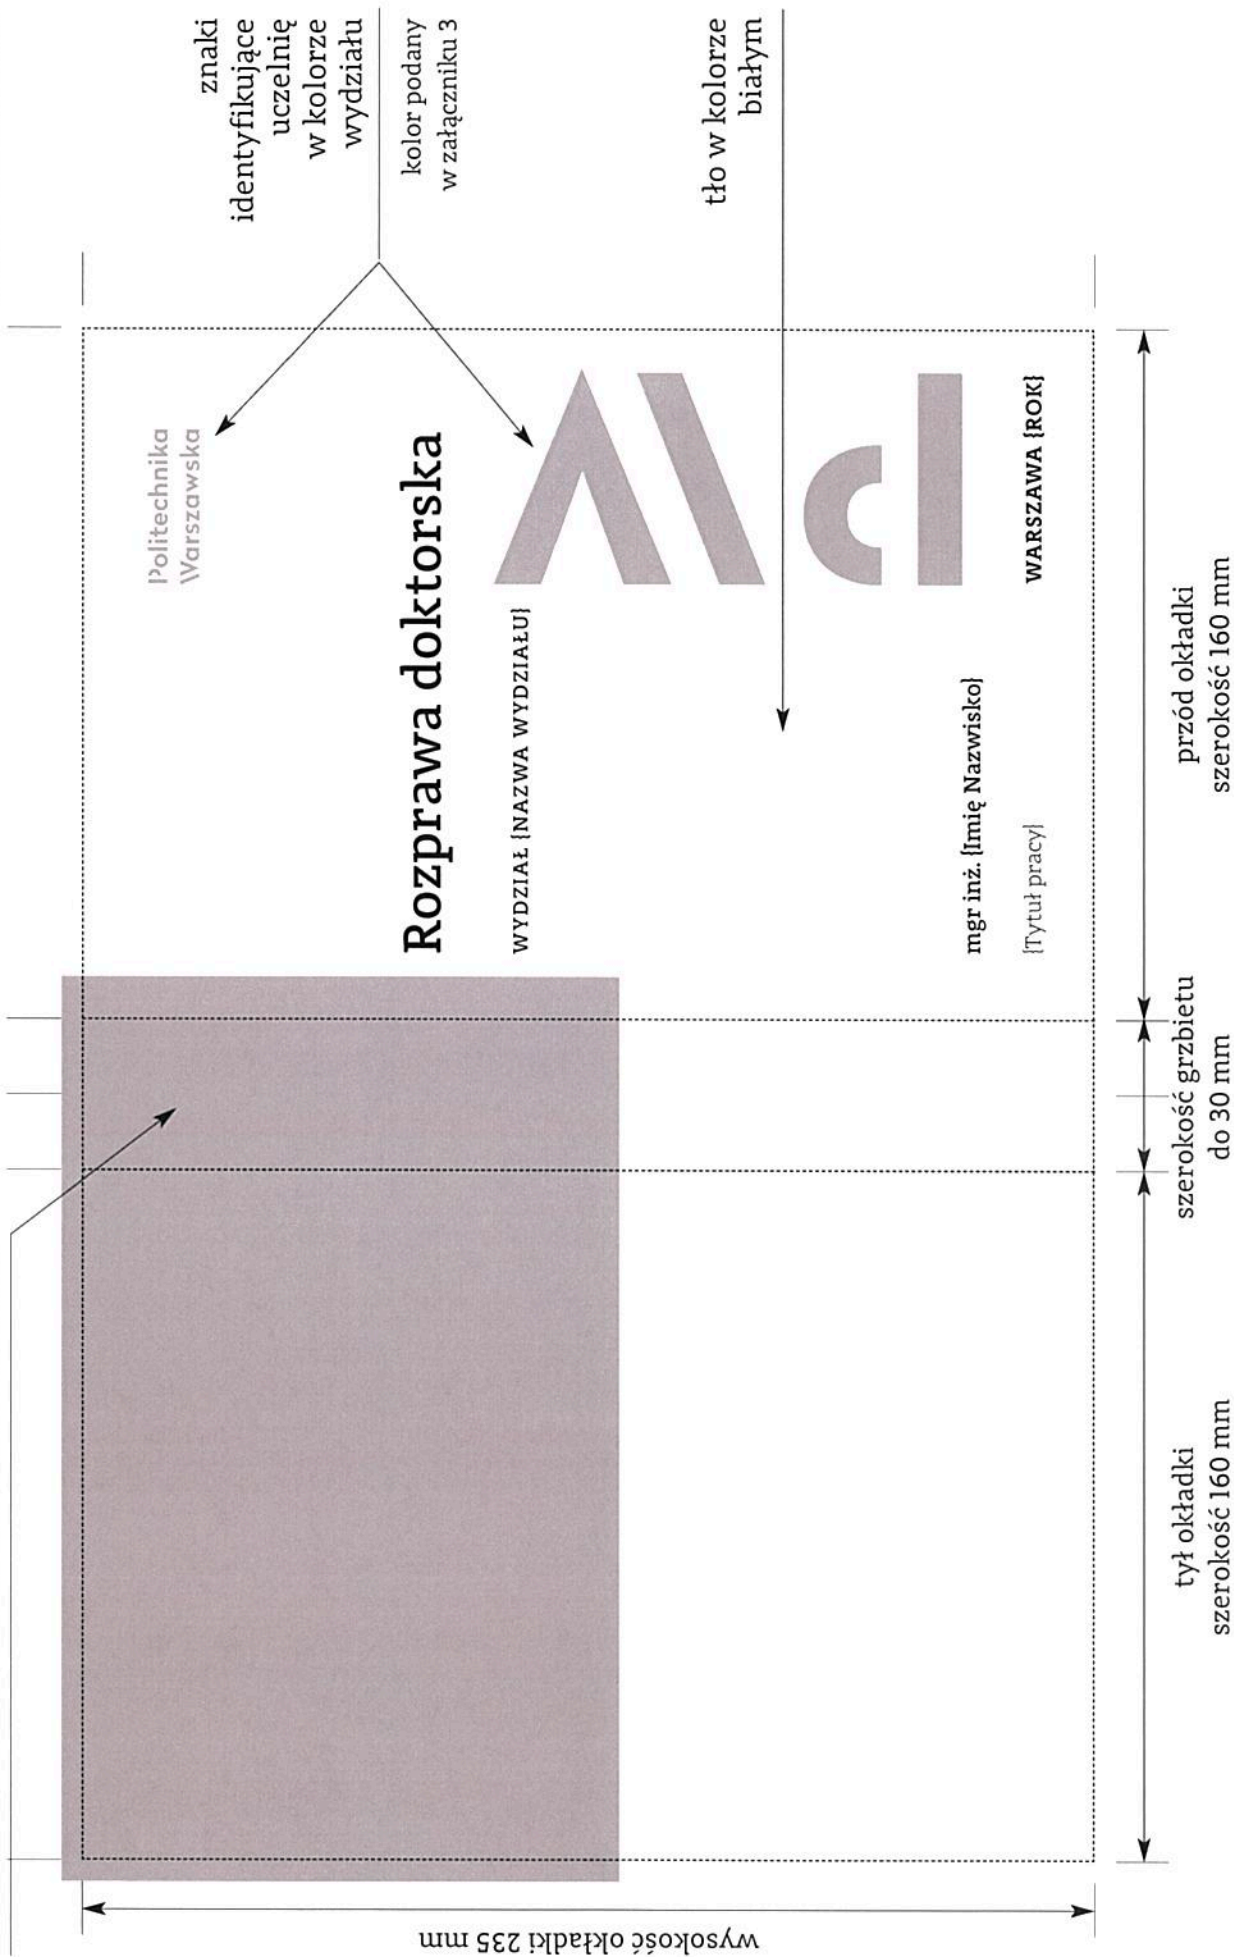 znaki
identyfikujące
uczelnię
w kolorze
wydziału
kolor podany
w załączniku 3
tło w kolorze
białym
Politechnika
Warszawska
Rozprawa doktorska
WYDZIAŁ {NAZWA WYDZIAŁU}
mgr inż. {Imię Nazwisko}
{Tytuł pracy}
WARSZAWA {ROK}
wysokość okładki 235 mm
tył okładki
szerokość 160 mm
szerokość grzbietu
do 30 mm
przód okładki
szerokość 160 mm